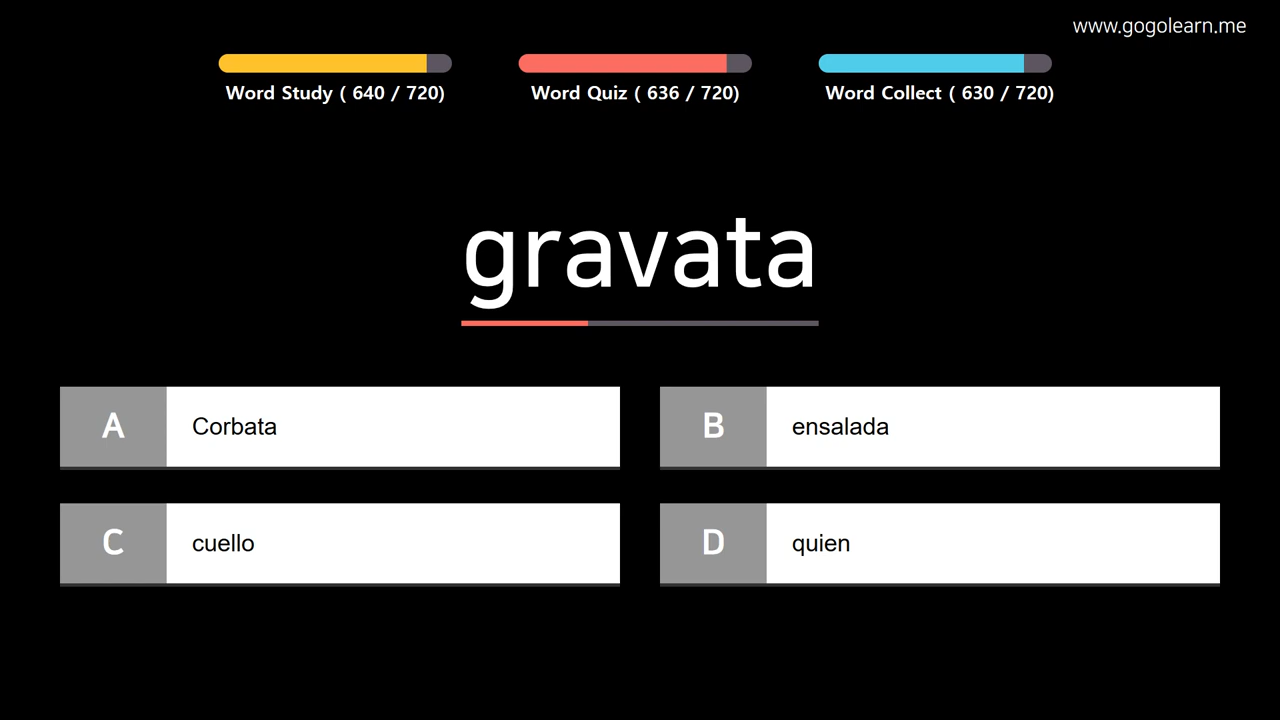 www.gogolearn.me
Word Study ( 640 / 720)
Word Quiz ( 636 / 720)
Word Collect ( 630 / 720)
gravata
A Corbata
B ensalada
C cuello
D quien